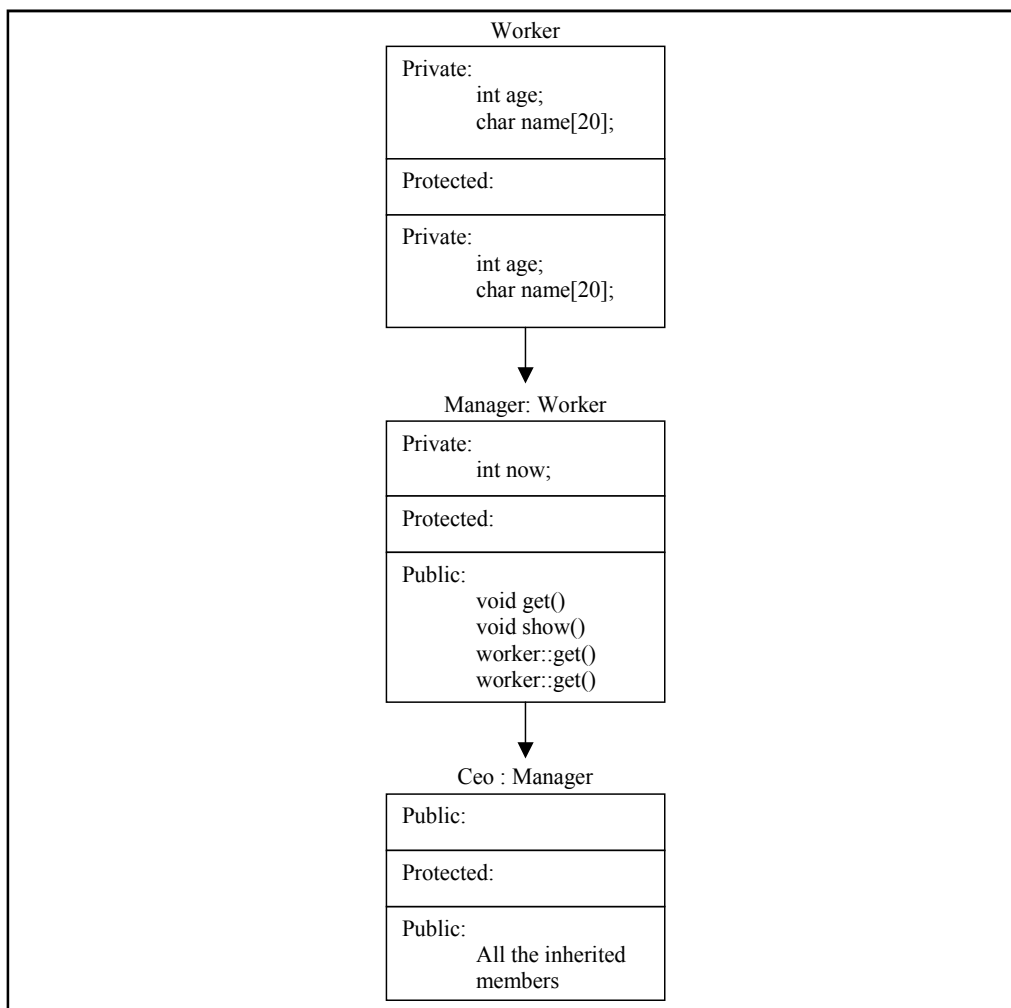 Worker
Private:
int age;
char name[20];
Protected:
Private:
int age;
char name[20];
Manager: Worker
Private:
int now;
Protected:
Public:
void get()
void show()
worker::get()
worker::get()
Ceo : Manager
Public:
Protected:
Public:
All the inherited
members